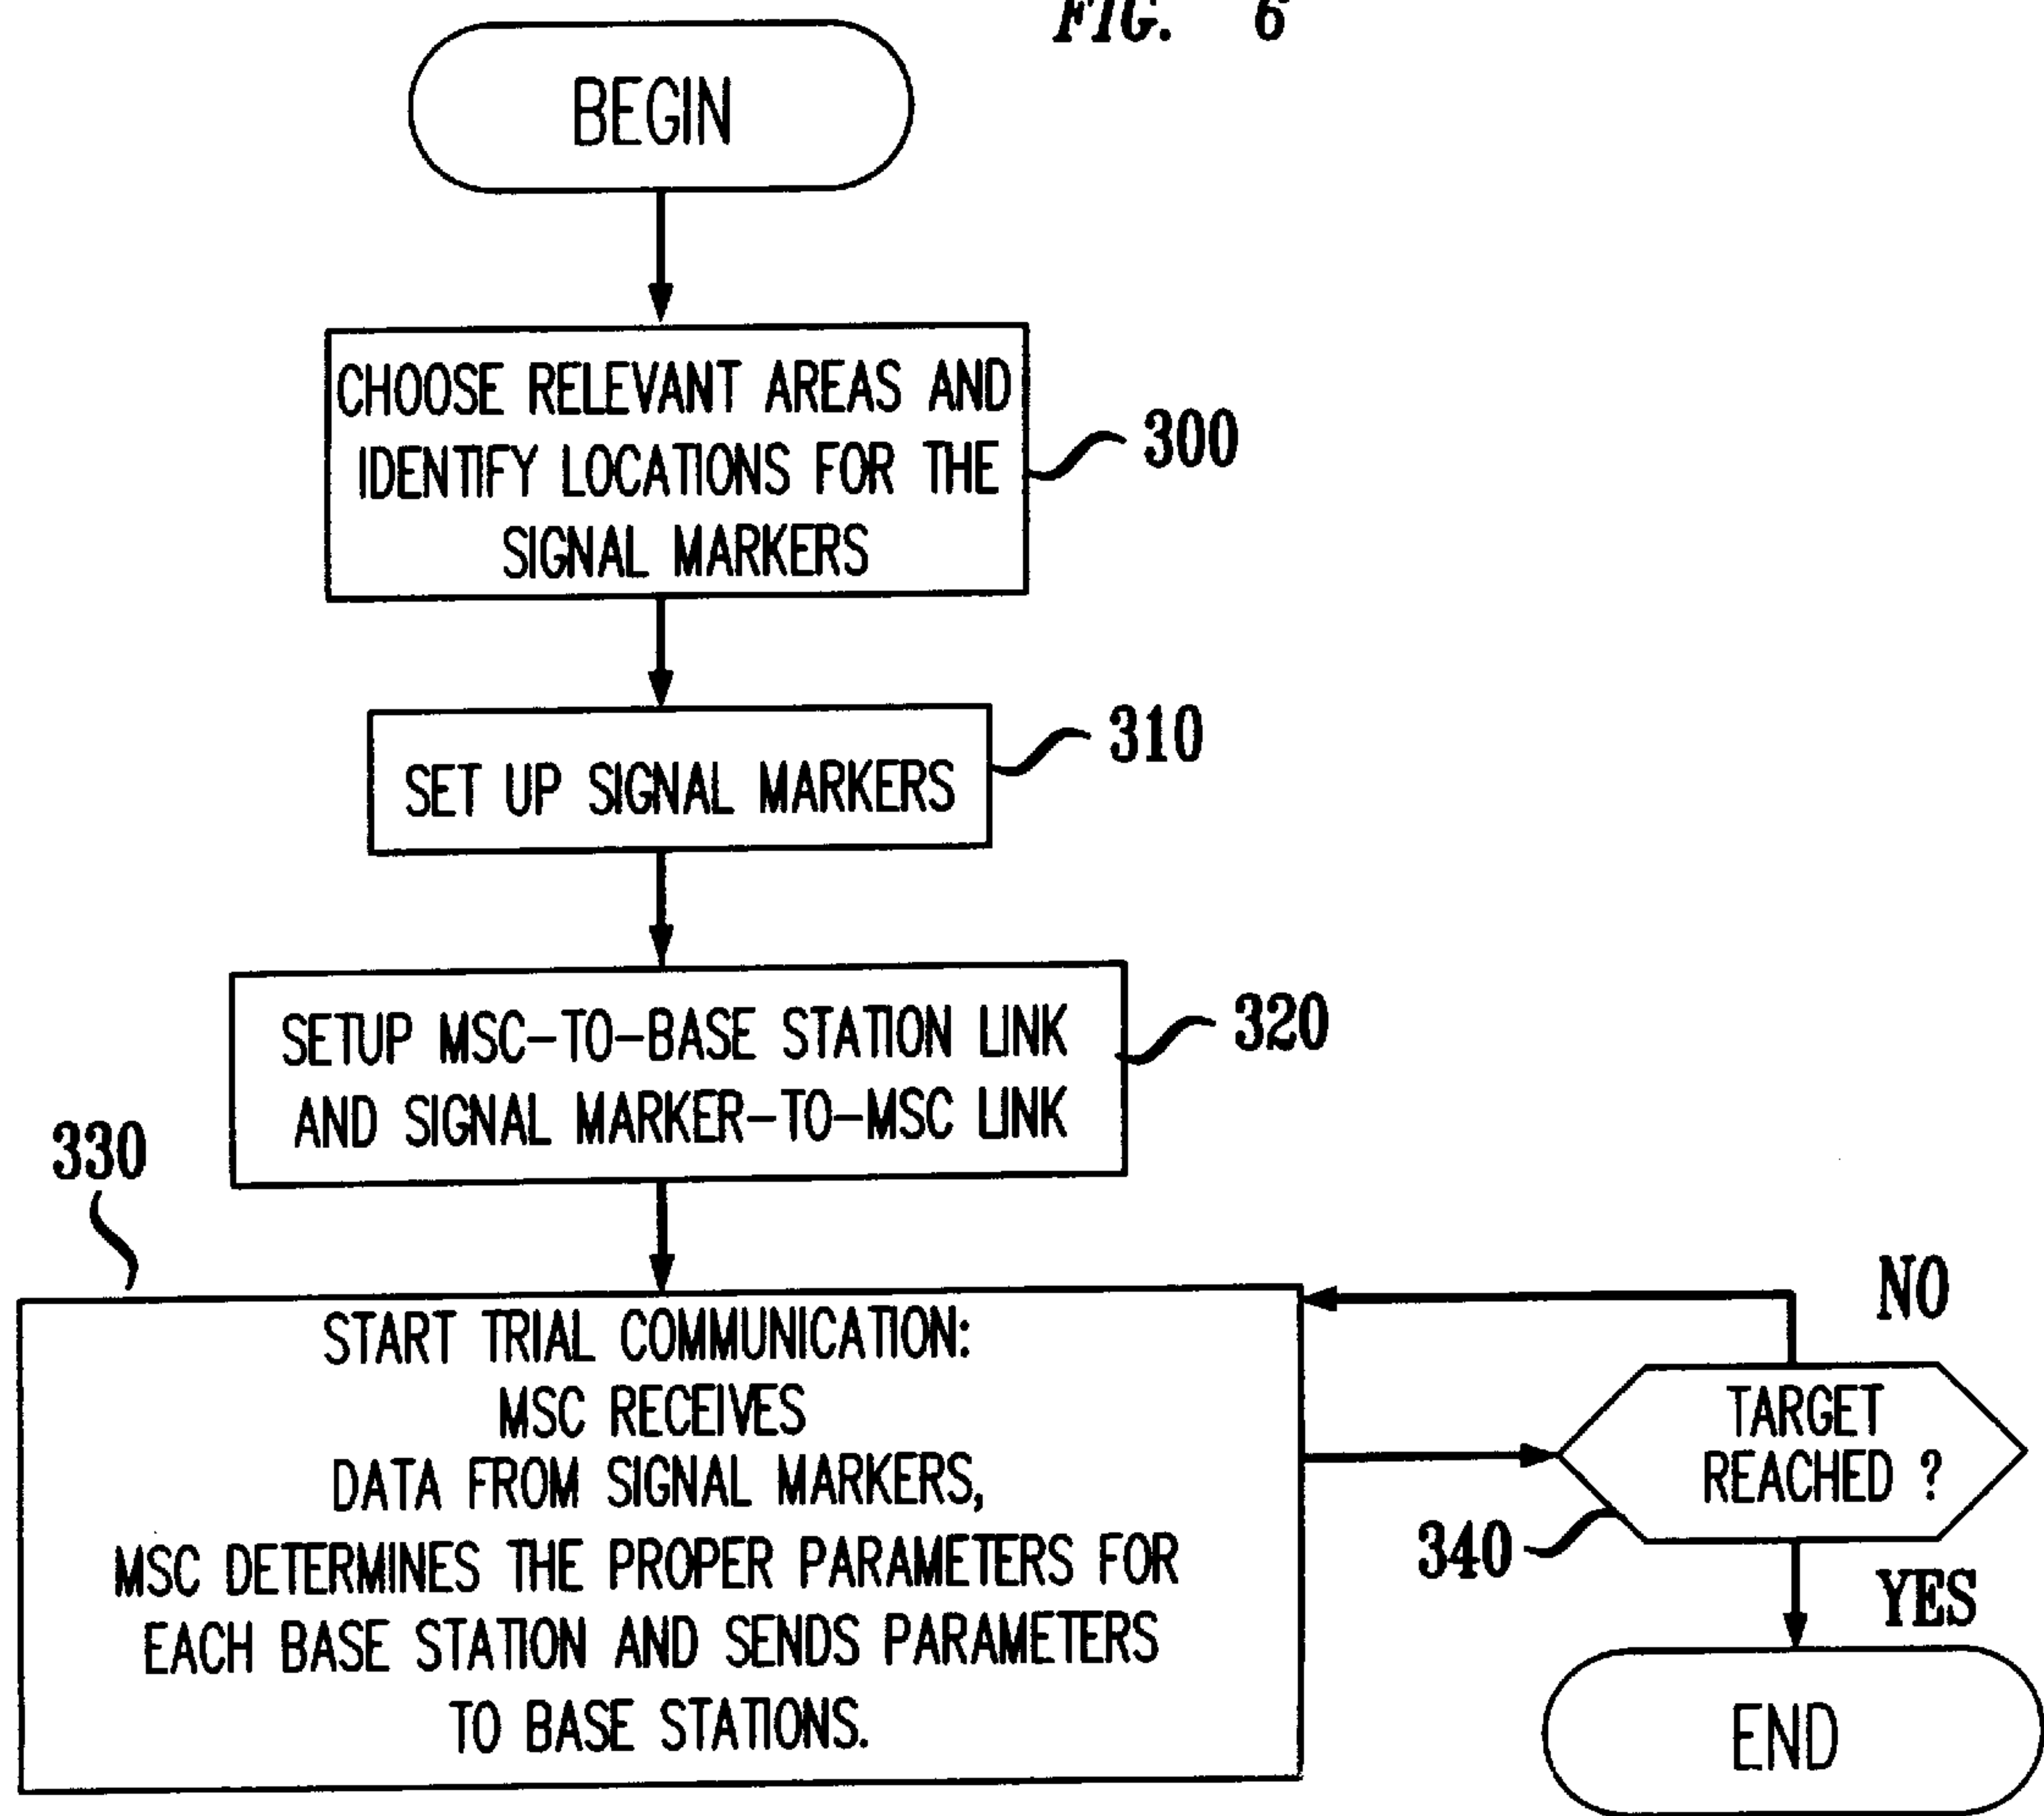 FIG. 6
BEGIN
CHOOSE RELEVANT AREAS AND
IDENTIFY LOCATIONS FOR THE
SIGNAL MARKERS
300
SET UP SIGNAL MARKERS
310
SETUP MSC-TO-BASE STATION LINK
AND SIGNAL MARKER-TO-MSC LINK
320
330
START TRIAL COMMUNICATION:
MSC RECEIVES
DATA FROM SIGNAL MARKERS,
MSC DETERMINES THE PROPER PARAMETERS FOR
EACH BASE STATION AND SENDS PARAMETERS
TO BASE STATIONS.
NO
TARGET
REACHED ?
340
YES
END